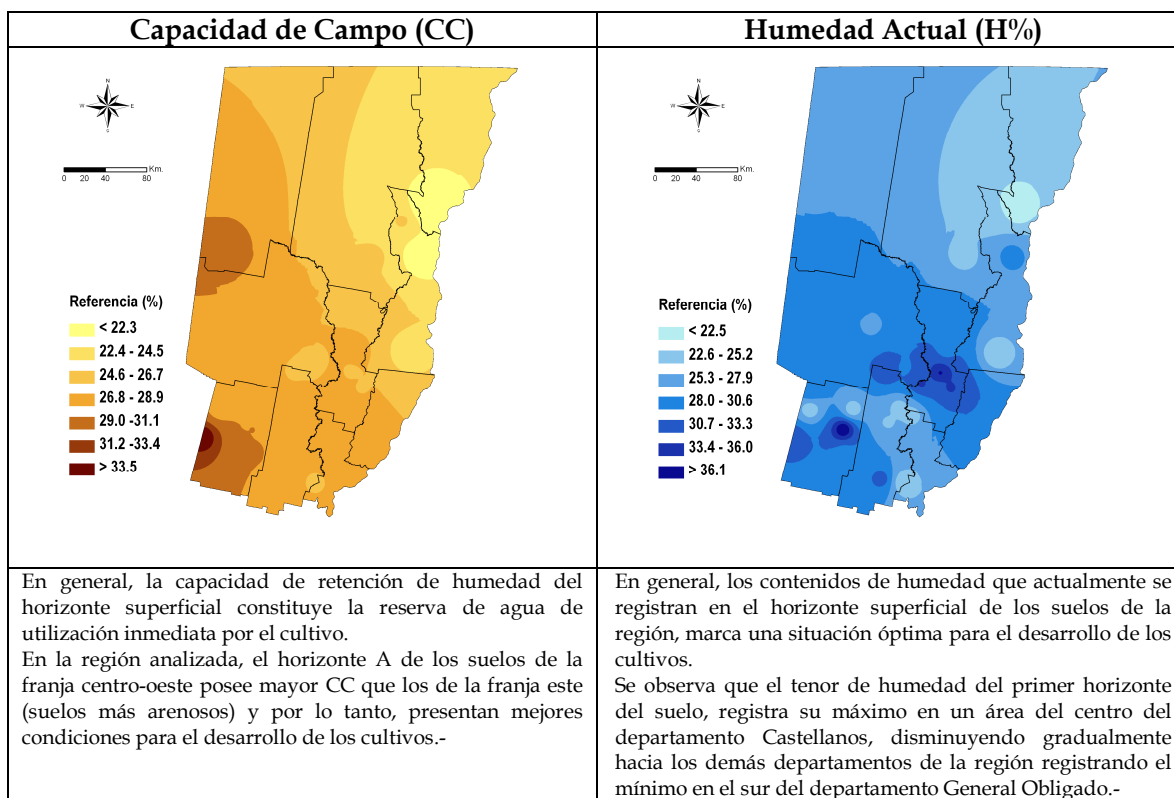 Capacidad de Campo (CC)
N
W E
S
Km.
0 20 40 80
Referencia (%)
< 22.3
22.4 - 24.5
24.6 - 26.7
26.8 - 28.9
29.0 -31.1
31.2 -33.4
> 33.5
En general, la capacidad de retención de humedad del
horizonte superficial constituye la reserva de agua de
utilización inmediata por el cultivo.
En la región analizada, el horizonte A de los suelos de la
franja centro-oeste posee mayor CC que los de la franja este
(suelos más arenosos) y por lo tanto, presentan mejores
condiciones para el desarrollo de los cultivos.-
Humedad Actual (H%)
N
W E
S
Km.
0 20 40 80
Referencia (%)
< 22.5
22.6 - 25.2
25.3 - 27.9
28.0 - 30.6
30.7 - 33.3
33.4 - 36.0
> 36.1
En general, los contenidos de humedad que actualmente se
registran en el horizonte superficial de los suelos de la
región, marca una situación óptima para el desarrollo de los
cultivos.
Se observa que el tenor de humedad del primer horizonte
del suelo, registra su máximo en un área del centro del
departamento Castellanos, disminuyendo gradualmente
hacia los demás departamentos de la región registrando el
mínimo en el sur del departamento General Obligado.-